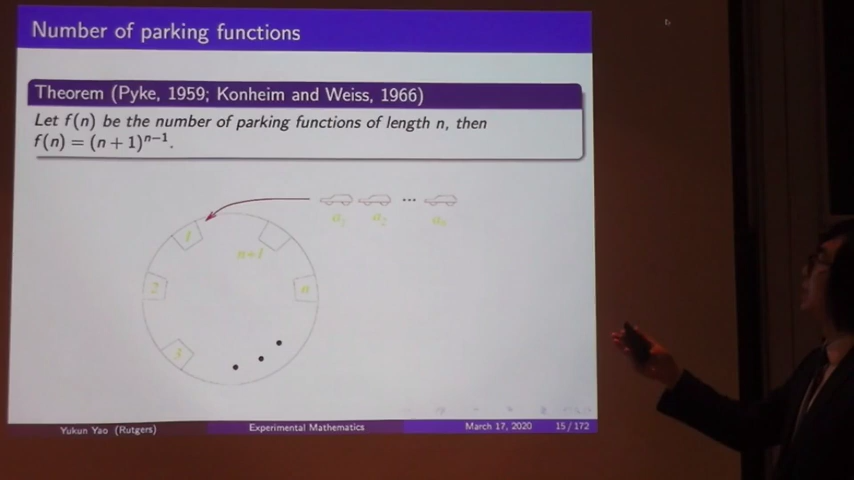 Number of parking functions
Theorem (Pyke, 1959; Konheim and Weiss, 1966)
Let f(n) be the number of parking functions of length n, then
f(n) = (n + 1)^{n−1}.
a₁ a₂ ... aₙ
1
n+1
2
n
3
Yukun Yao (Rutgers) Experimental Mathematics March 17, 2020 15 / 172